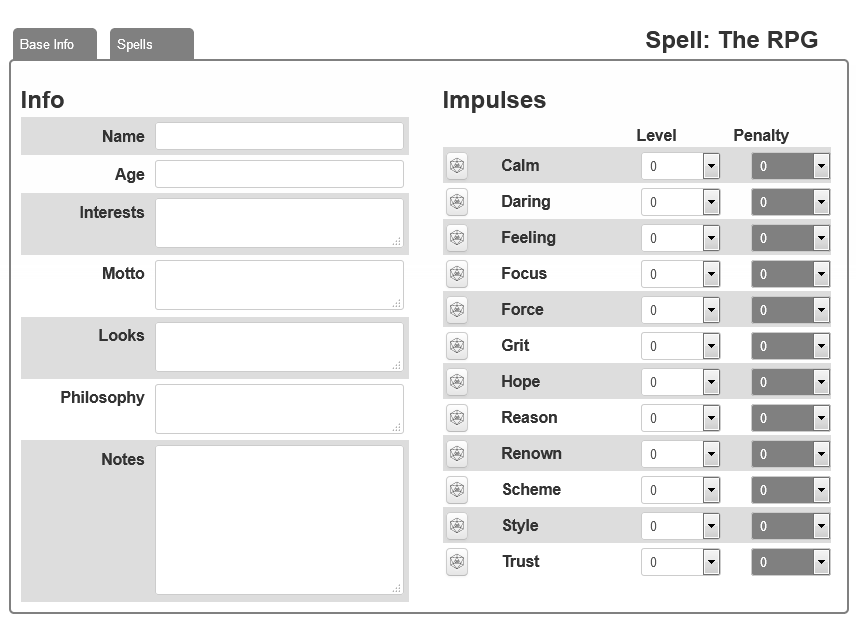 Base Info Spells
Spell: The RPG
Info
Name
Age
Interests
Motto
Looks
Philosophy
Notes
Impulses
Level Penalty
Calm 0 0
Daring 0 0
Feeling 0 0
Focus 0 0
Force 0 0
Grit 0 0
Hope 0 0
Reason 0 0
Renown 0 0
Scheme 0 0
Style 0 0
Trust 0 0